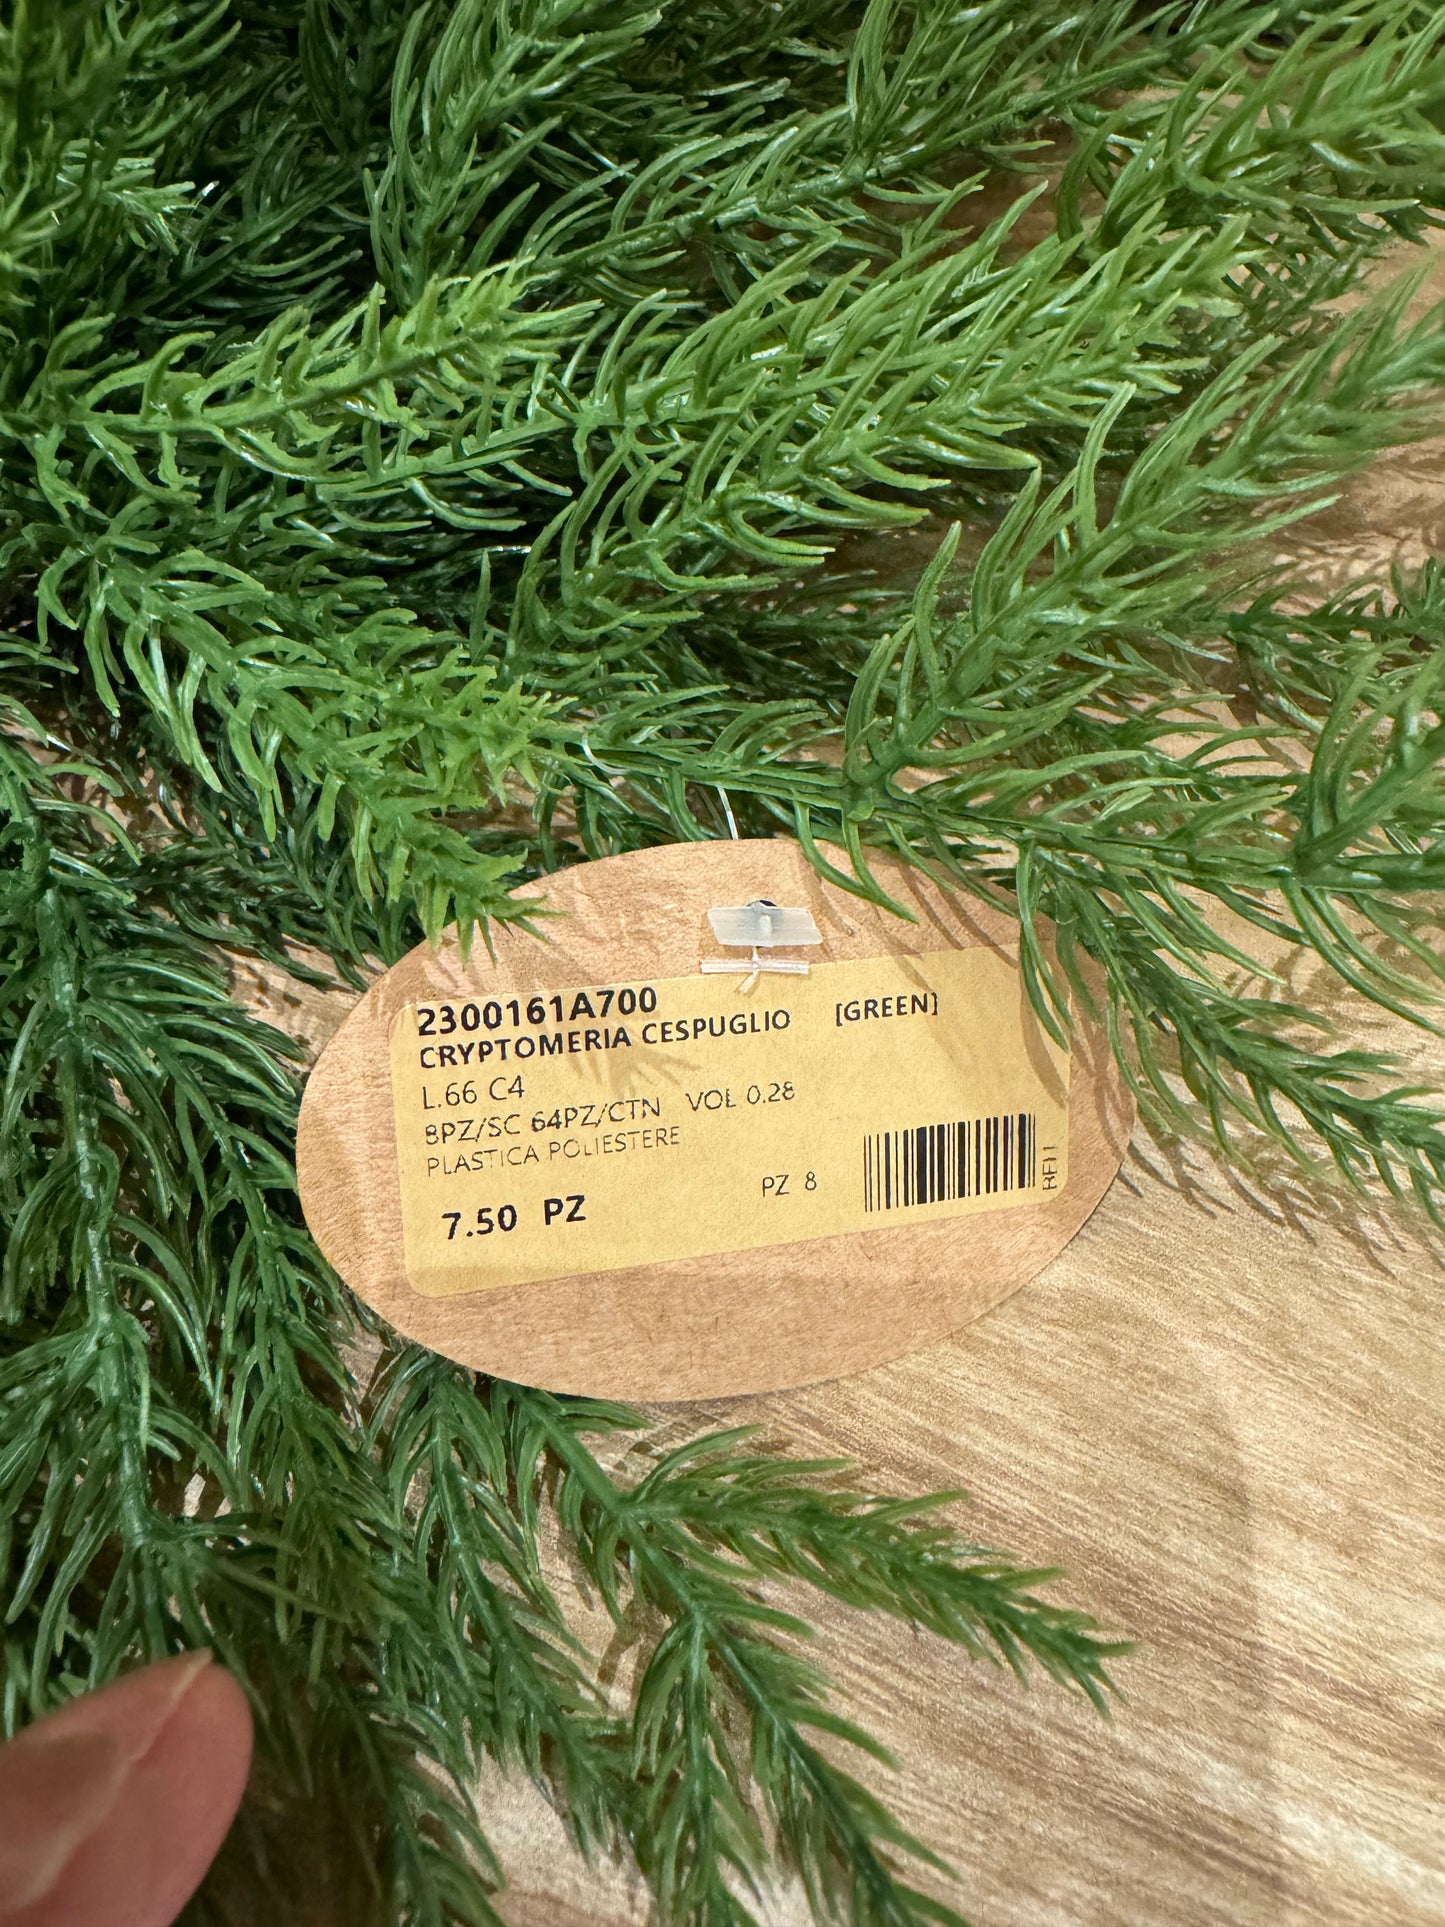 2300161A700
CRYPTOMERIA CESPUGLIO [GREEN]
L.66 C4
8PZ/SC 64PZ/CTN VOL 0.28
PLASTICA POLIESTERE
7.50 PZ PZ 8